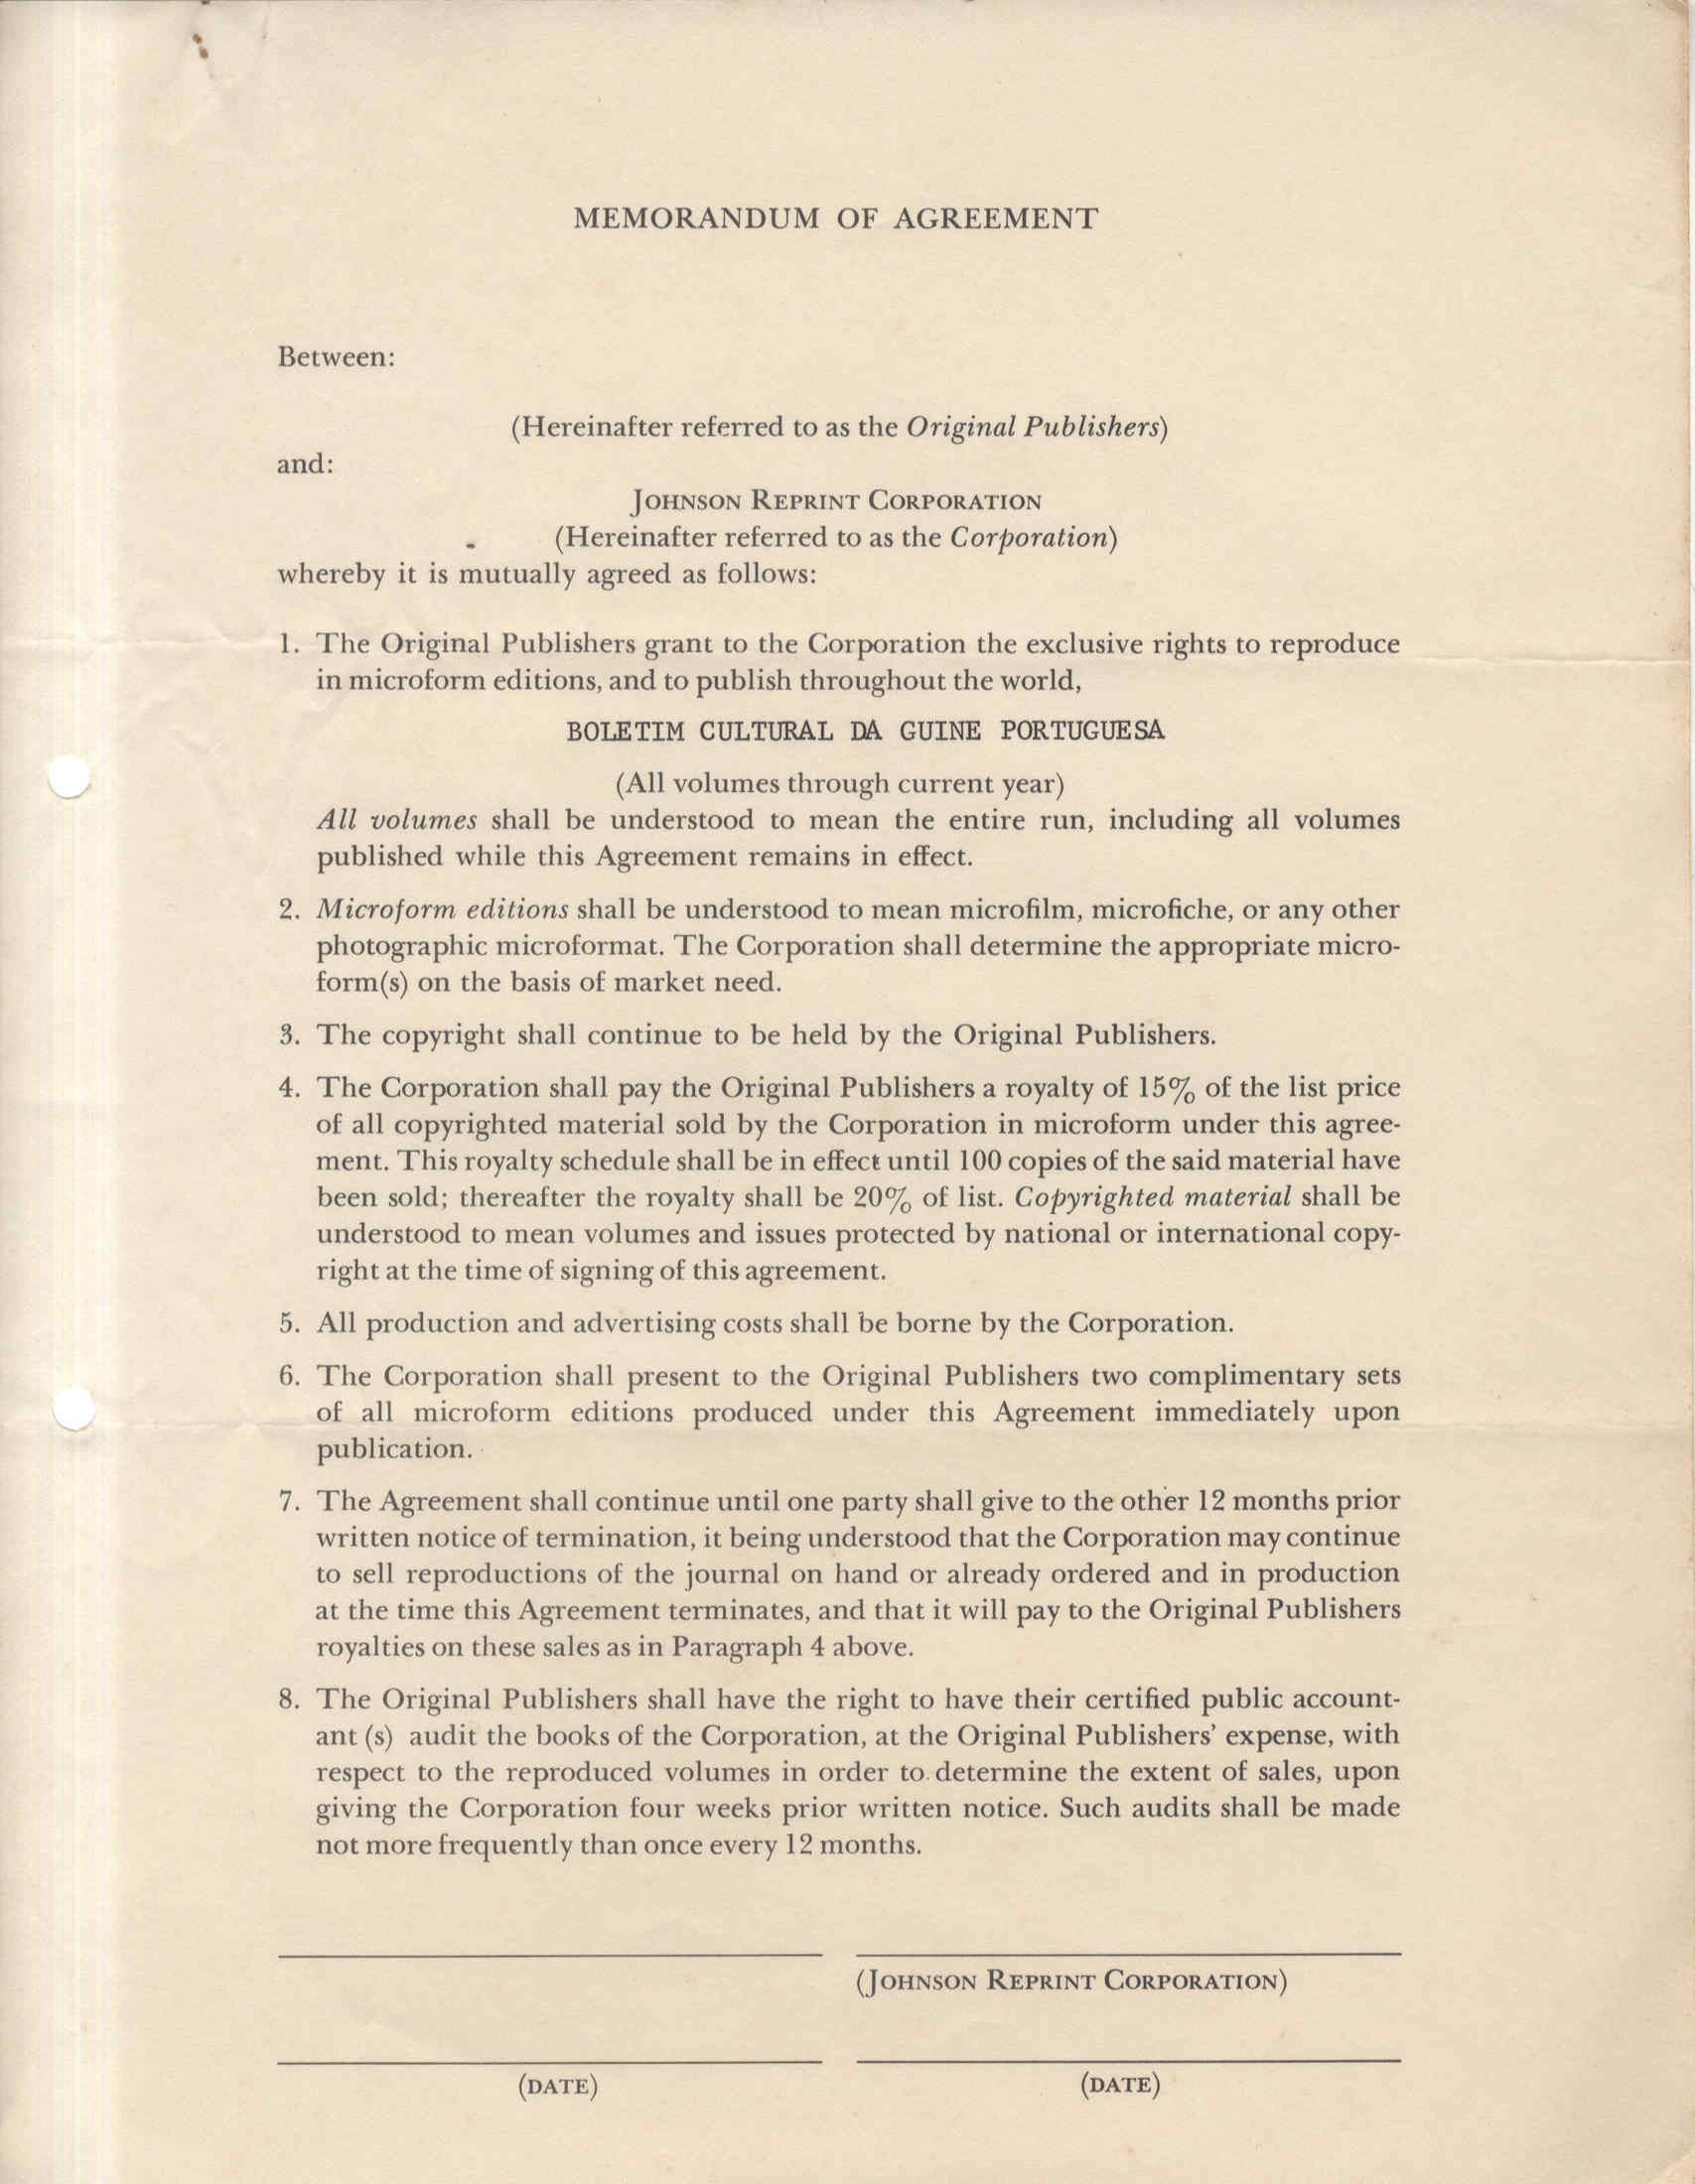 MEMORANDUM OF AGREEMENT
Between:
(Hereinafter referred to as the Original Publishers)
and:
JOHNSON REPRINT CORPORATION
(Hereinafter referred to as the Corporation)
whereby it is mutually agreed as follows:
1. The Original Publishers grant to the Corporation the exclusive rights to reproduce
in microform editions, and to publish throughout the world,
BOLETIM CULTURAL DA GUINE PORTUGUESA
(All volumes through current year)
All volumes shall be understood to mean the entire run, including all volumes
published while this Agreement remains in effect.
2. Microform editions shall be understood to mean microfilm, microfiche, or any other
photographic microformat. The Corporation shall determine the appropriate micro-
form(s) on the basis of market need.
3. The copyright shall continue to be held by the Original Publishers.
4. The Corporation shall pay the Original Publishers a royalty of 15% of the list price
of all copyrighted material sold by the Corporation in microform under this agree-
ment. This royalty schedule shall be in effect until 100 copies of the said material have
been sold; thereafter the royalty shall be 20% of list. Copyrighted material shall be
understood to mean volumes and issues protected by national or international copy-
right at the time of signing of this agreement.
5. All production and advertising costs shall be borne by the Corporation.
6. The Corporation shall present to the Original Publishers two complimentary sets
of all microform editions produced under this Agreement immediately upon
publication.
7. The Agreement shall continue until one party shall give to the other 12 months prior
written notice of termination, it being understood that the Corporation may continue
to sell reproductions of the journal on hand or already ordered and in production
at the time this Agreement terminates, and that it will pay to the Original Publishers
royalties on these sales as in Paragraph 4 above.
8. The Original Publishers shall have the right to have their certified public account-
ant (s) audit the books of the Corporation, at the Original Publishers' expense, with
respect to the reproduced volumes in order to determine the extent of sales, upon
giving the Corporation four weeks prior written notice. Such audits shall be made
not more frequently than once every 12 months.
(JOHNSON REPRINT CORPORATION)
(DATE) (DATE)